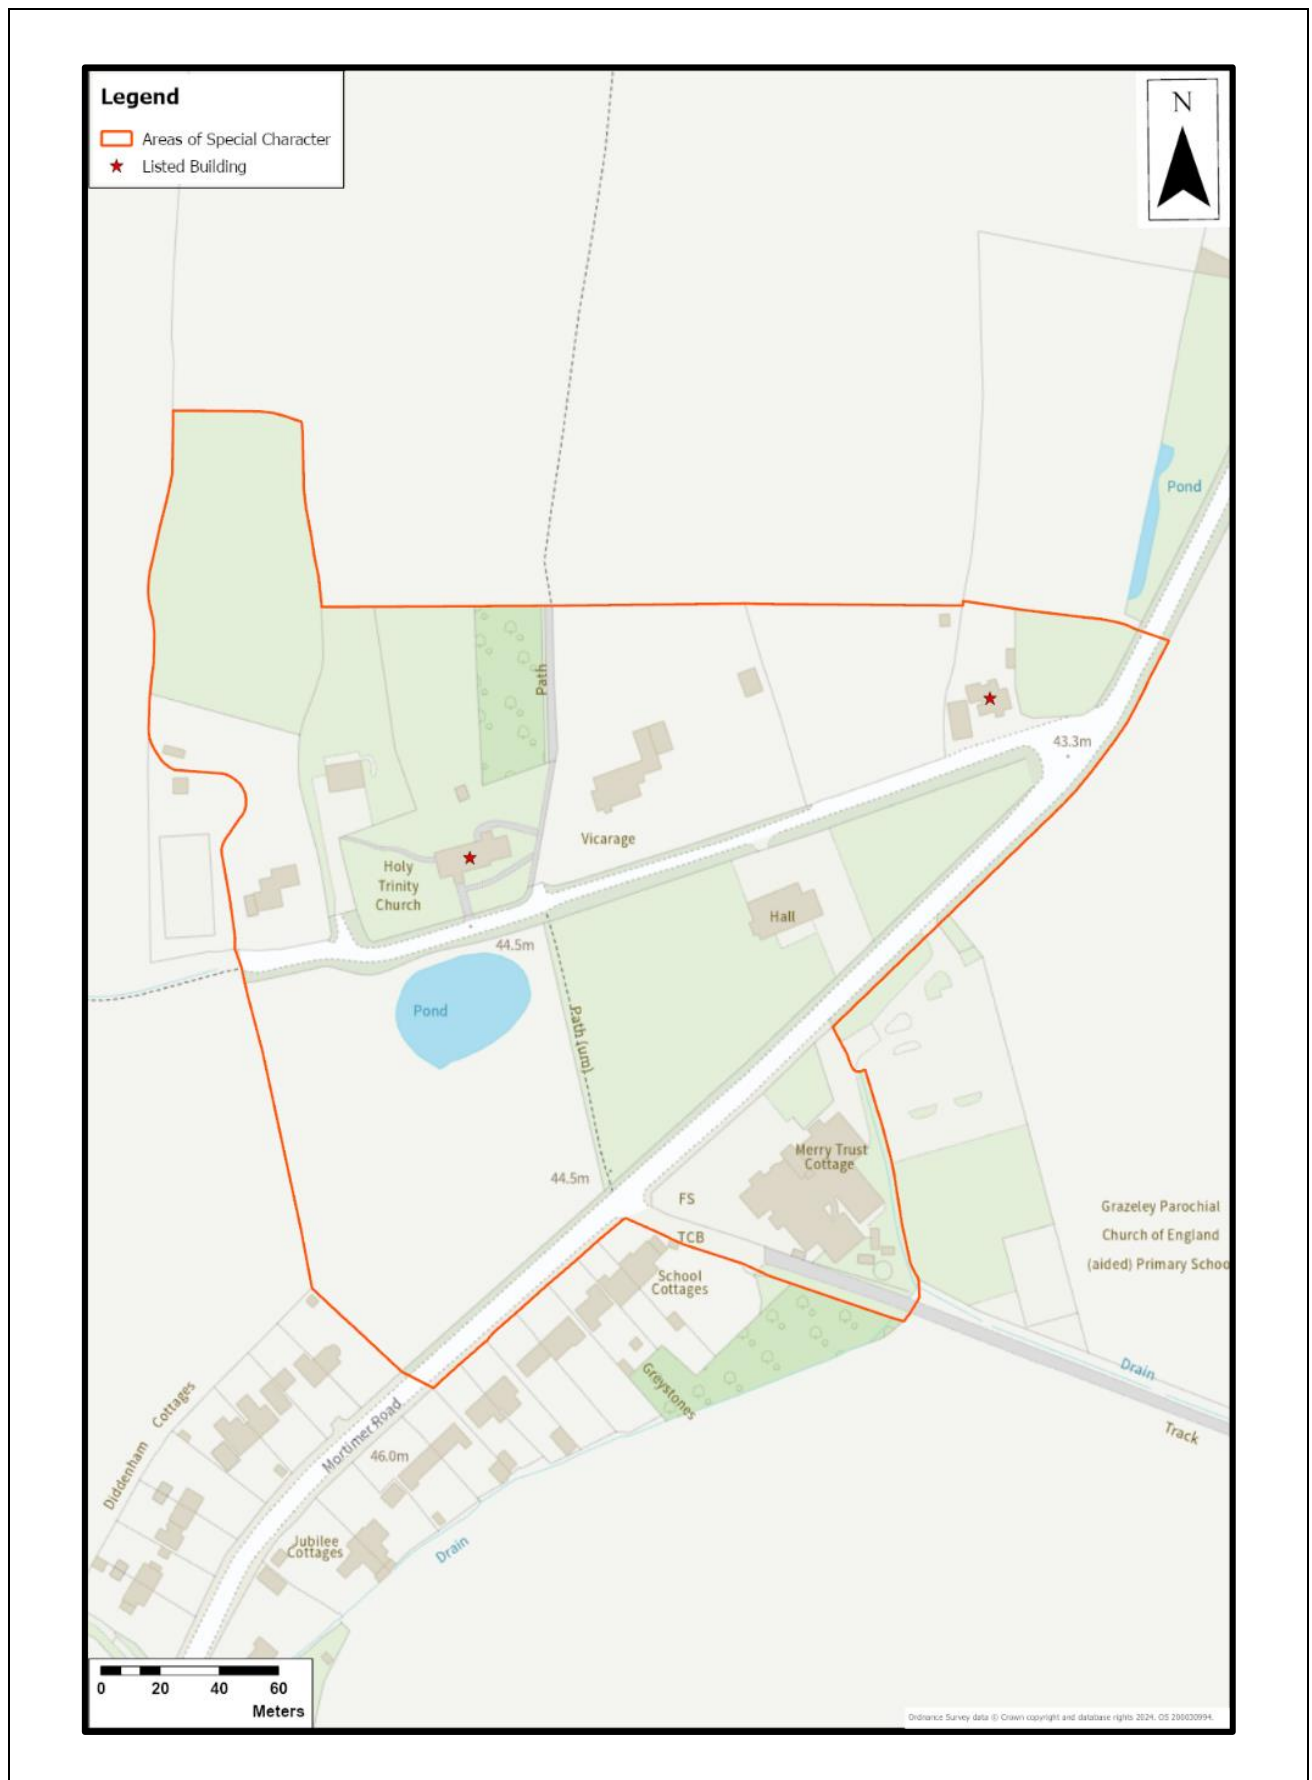 Legend
Areas of Special Character
Listed Building
N
Pond
Path
43.3m
Vicarage
Holy
Trinity
Church
Hall
44.5m
Pond
Path (um)
Merry Trust
Cottage
44.5m
FS
TCB
School
Cottages
Grazeley Parochial
Church of England
(aided) Primary Schoo
Greystones
Drain
Track
Diddenham Cottages
Mortimer Road
46.0m
Jubilee
Cottages
Drain
0 20 40 60
Meters
Ordnance Survey data © Crown copyright and database rights 2024. OS 200030994.